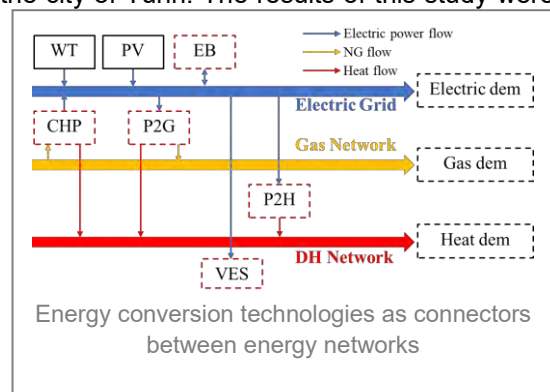 the city of Turin. The results of this study were
WT
PV
EB
Electric power flow
NG flow
Heat flow
Electric dem
Electric Grid
CHP
P2G
Gas Network
Gas dem
P2H
Heat dem
DH Network
VES
Energy conversion technologies as connectors
between energy networks